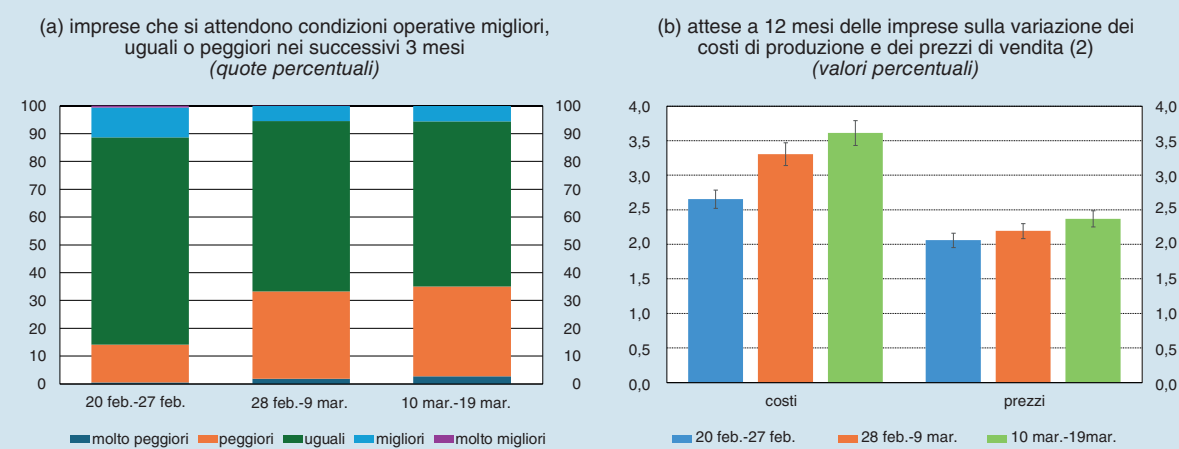 (a) imprese che si attendono condizioni operative migliori,
uguali o peggiori nei successivi 3 mesi
(quote percentuali)
100
90
80
70
60
50
40
30
20
10
0
100
90
80
70
60
50
40
30
20
10
0
20 feb.-27 feb.
28 feb.-9 mar.
10 mar.-19 mar.
molto peggiori
peggiori
uguali
migliori
molto migliori
(b) attese a 12 mesi delle imprese sulla variazione dei
costi di produzione e dei prezzi di vendita (2)
(valori percentuali)
4,0
3,5
3,0
2,5
2,0
1,5
1,0
0,5
0,0
4,0
3,5
3,0
2,5
2,0
1,5
1,0
0,5
0,0
costi
prezzi
20 feb.-27 feb.
28 feb.-9 mar.
10 mar.-19mar.